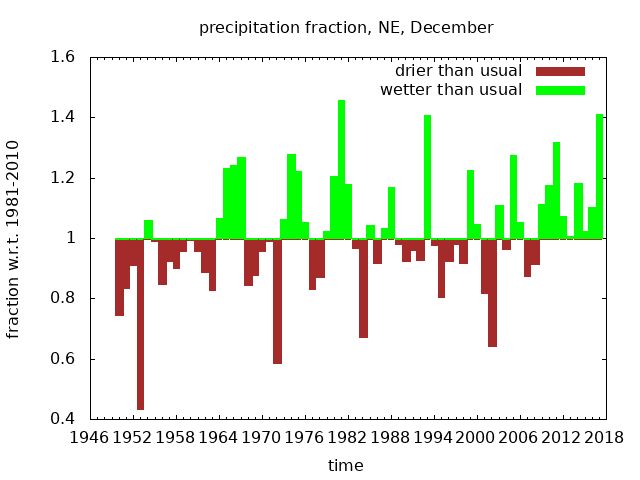 precipitation fraction, NE, December
drier than usual
wetter than usual
fraction w.r.t. 1981-2010
1.6
1.4
1.2
1
0.8
0.6
0.4
1946 1952 1958 1964 1970 1976 1982 1988 1994 2000 2006 2012 2018
time